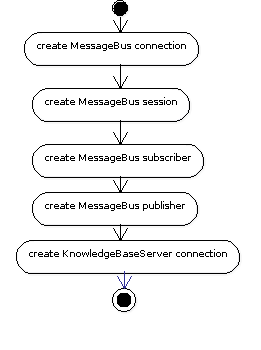 create MessageBus connection
create MessageBus session
create MessageBus subscriber
create MessageBus publisher
create KnowledgeBaseServer connection